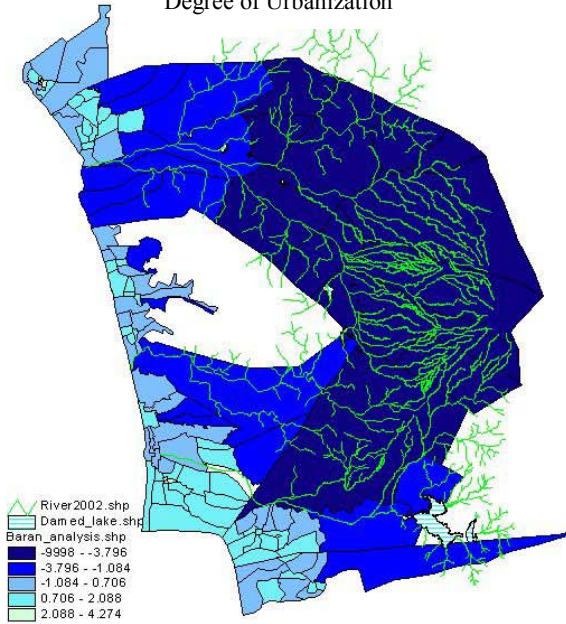 Degree of Urbanization
River2002.shp
Damed_lake.shp
Baran_analysis.shp
-9998 - -3.796
-3.796 - -1.084
-1.084 - 0.706
0.706 - 2.088
2.088 - 4.274